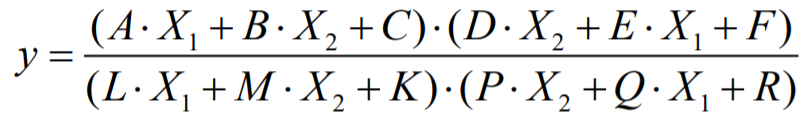 y = (A · X₁ + B · X₂ + C) · (D · X₂ + E · X₁ + F)
(L · X₁ + M · X₂ + K) · (P · X₂ + Q · X₁ + R)